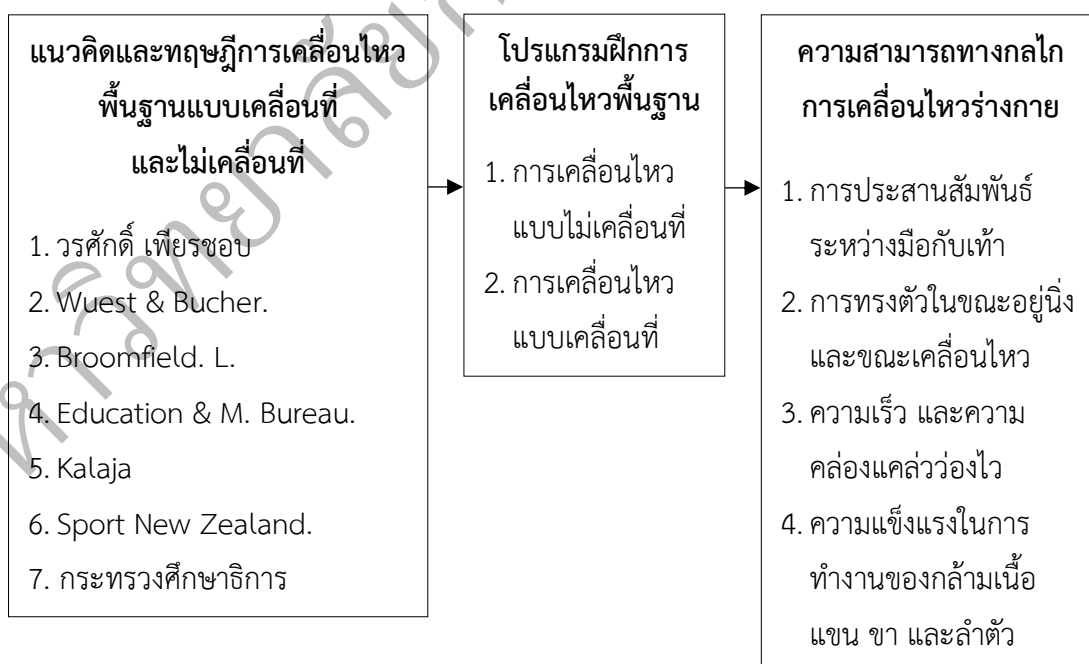 แนวคิดและทฤษฎีการเคลื่อนไหว
พื้นฐานแบบเคลื่อนที่
และไม่เคลื่อนที่
1. วรศักดิ์ เพียรชอบ
2. Wuest & Bucher.
3. Broomfield. L.
4. Education & M. Bureau.
5. Kalaja
6. Sport New Zealand.
7. กระทรวงศึกษาธิการ
โปรแกรมฝึกการ
เคลื่อนไหวพื้นฐาน
1. การเคลื่อนไหว
แบบไม่เคลื่อนที่
2. การเคลื่อนไหว
แบบเคลื่อนที่
ความสามารถทางกลไก
การเคลื่อนไหวร่างกาย
1. การประสานสัมพันธ์
ระหว่างมือกับเท้า
2. การทรงตัวในขณะอยู่นิ่ง
และขณะเคลื่อนไหว
3. ความเร็ว และความ
คล่องแคล่วว่องไว
4. ความแข็งแรงในการ
ทำงานของกล้ามเนื้อ
แขน ขา และลำตัว